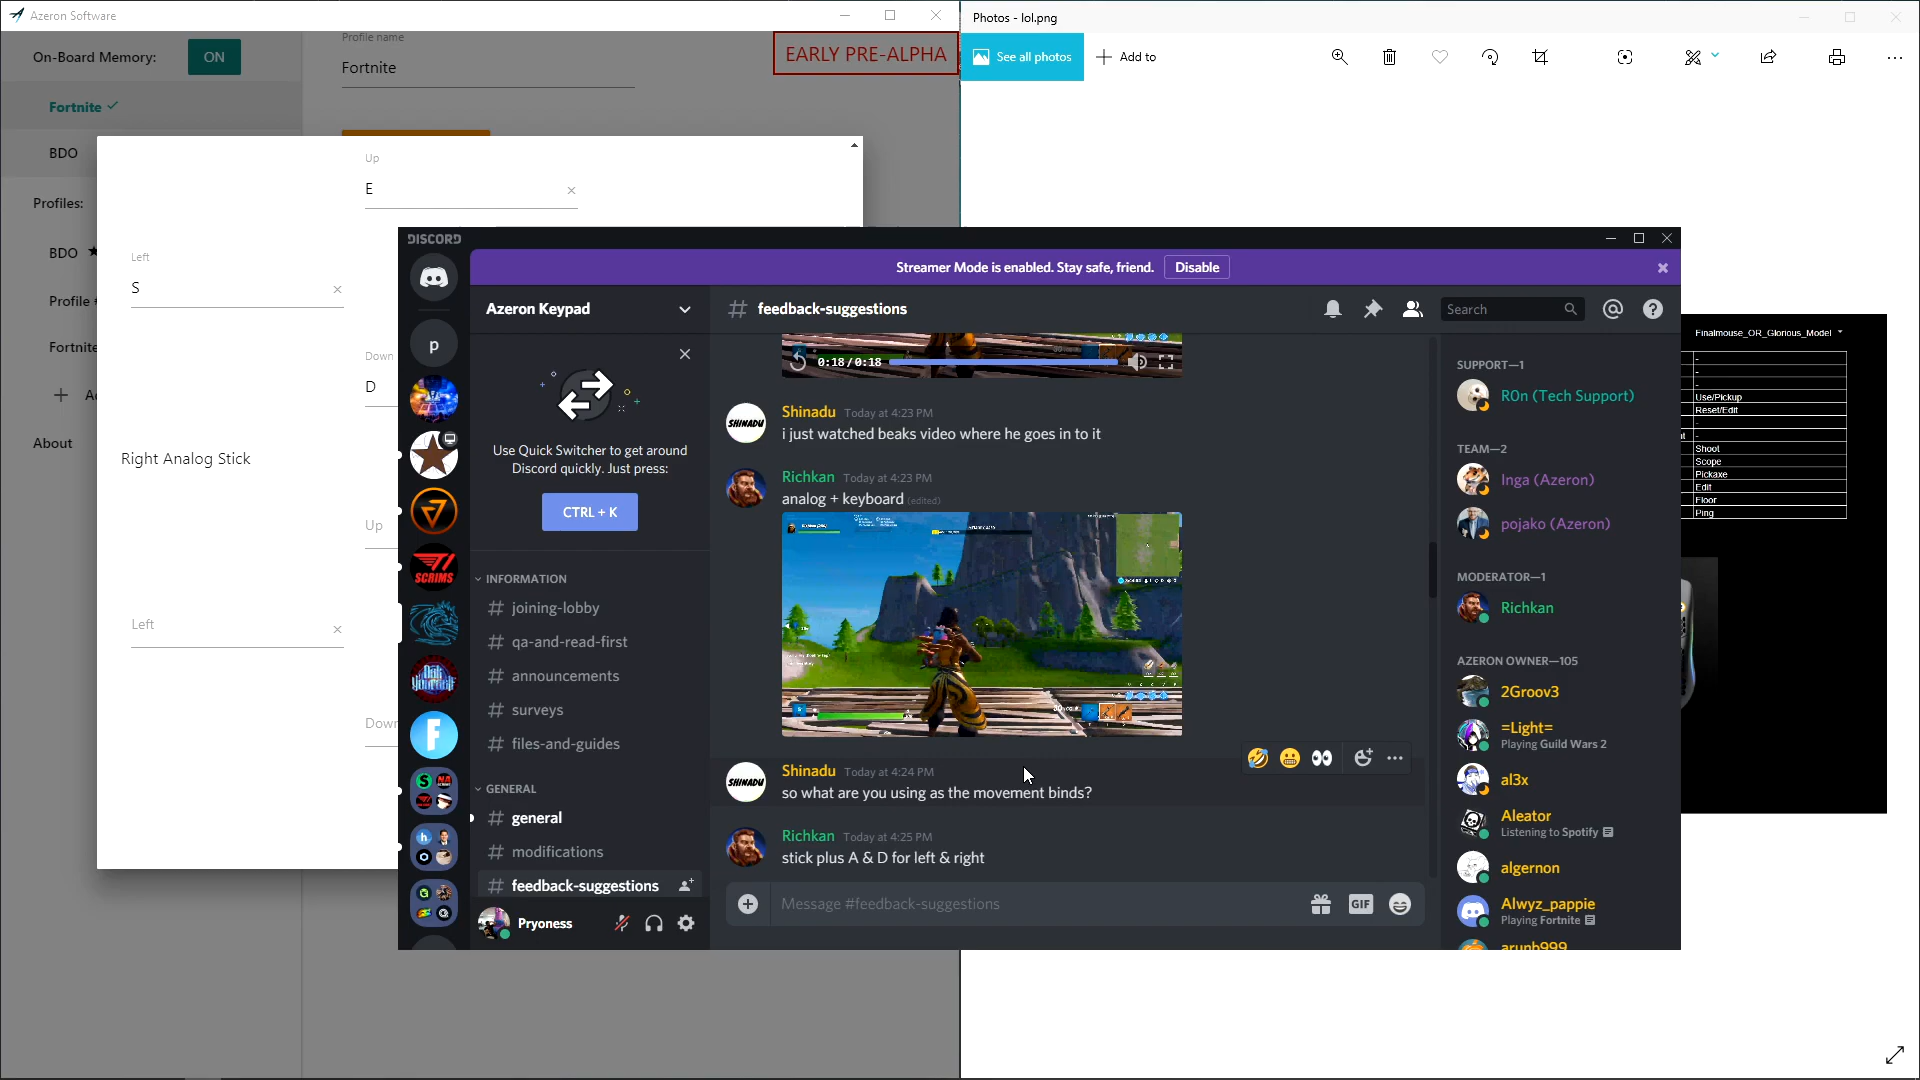 Azeron Software
On-Board Memory:
ON
Fortnite
BDO
Profiles:
BDO
Profile
Fortnite
About
Profile name
Fortnite
EARLY PRE-ALPHA
Up
E
Left
S
Down
D
Right Analog Stick
Up
Left
Down
Photos - lol.png
See all photos
Add to
DISCORD
Streamer Mode is enabled. Stay safe, friend.
Disable
Azeron Keypad
# feedback-suggestions
Search
Use Quick Switcher to get around
Discord quickly. Just press:
CTRL + K
INFORMATION
# joining-lobby
# qa-and-read-first
# announcements
# surveys
# files-and-guides
GENERAL
# general
# modifications
# feedback-suggestions
Pryoness
p
SCRIMS
0:18/0:18
SHINADU
Shinadu Today at 4:23 PM
i just watched beaks video where he goes in to it
Richkan Today at 4:23 PM
analog + keyboard (edited)
SHINADU
Shinadu Today at 4:24 PM
so what are you using as the movement binds?
Richkan Today at 4:25 PM
stick plus A & D for left & right
Message #feedback-suggestions
GIF
SUPPORT—1
R0n (Tech Support)
TEAM—2
Inga (Azeron)
pojako (Azeron)
MODERATOR—1
Richkan
AZERON OWNER—105
2Groov3
=Light=
Playing Guild Wars 2
al3x
Aleator
Listening to Spotify
algernon
Alwyz_pappie
Playing Fortnite
arunb999
Finalmouse_OR_Glorious_Model
-
-
-
Use/Pickup
Reset/Edit
-
-
Shoot
Scope
Pickaxe
Edit
Floor
Ping